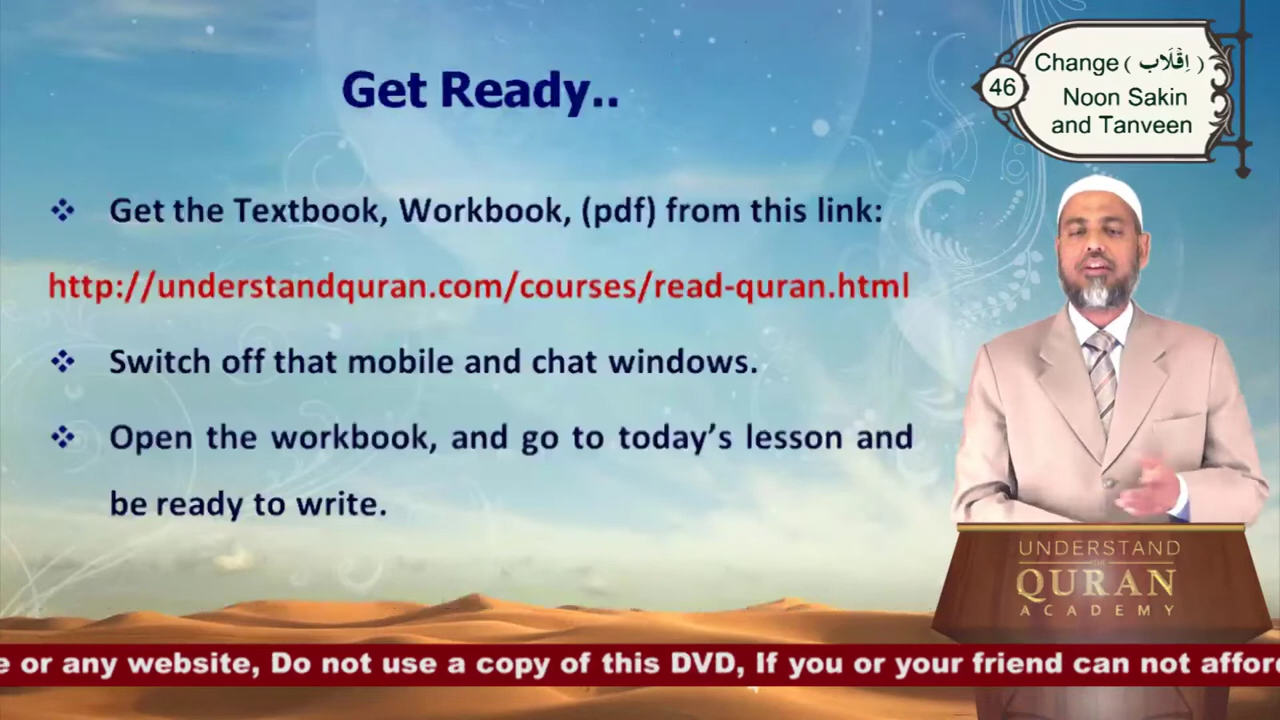 Get Ready..
46
Change ( اِقْلَاب )
Noon Sakin
and Tanveen
❖ Get the Textbook, Workbook, (pdf) from this link:
http://understandquran.com/courses/read-quran.html
❖ Switch off that mobile and chat windows.
❖ Open the workbook, and go to today’s lesson and
be ready to write.
UNDERSTAND
THE
QURAN
ACADEMY
e or any website, Do not use a copy of this DVD, If you or your friend can not affor